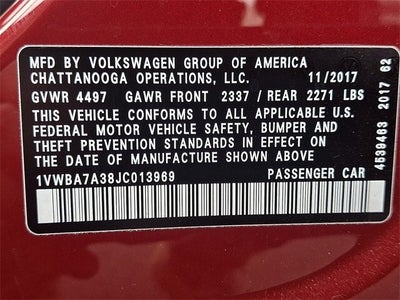 MFD BY VOLKSWAGEN GROUP OF AMERICA
CHATTANOOGA OPERATIONS, LLC. 11/2017
GVWR 4497 GAWR FRONT 2337 / REAR 2271 LBS
THIS VEHICLE CONFORMS TO ALL APPLICABLE U.S.
FEDERAL MOTOR VEHICLE SAFETY, BUMPER AND
THEFT PREVENTION STANDARDS IN EFFECT ON THE
DATE OF MANUFACTURE SHOWN ABOVE
1VWBA7A38JC013969 PASSENGER CAR
4539463 2017 62